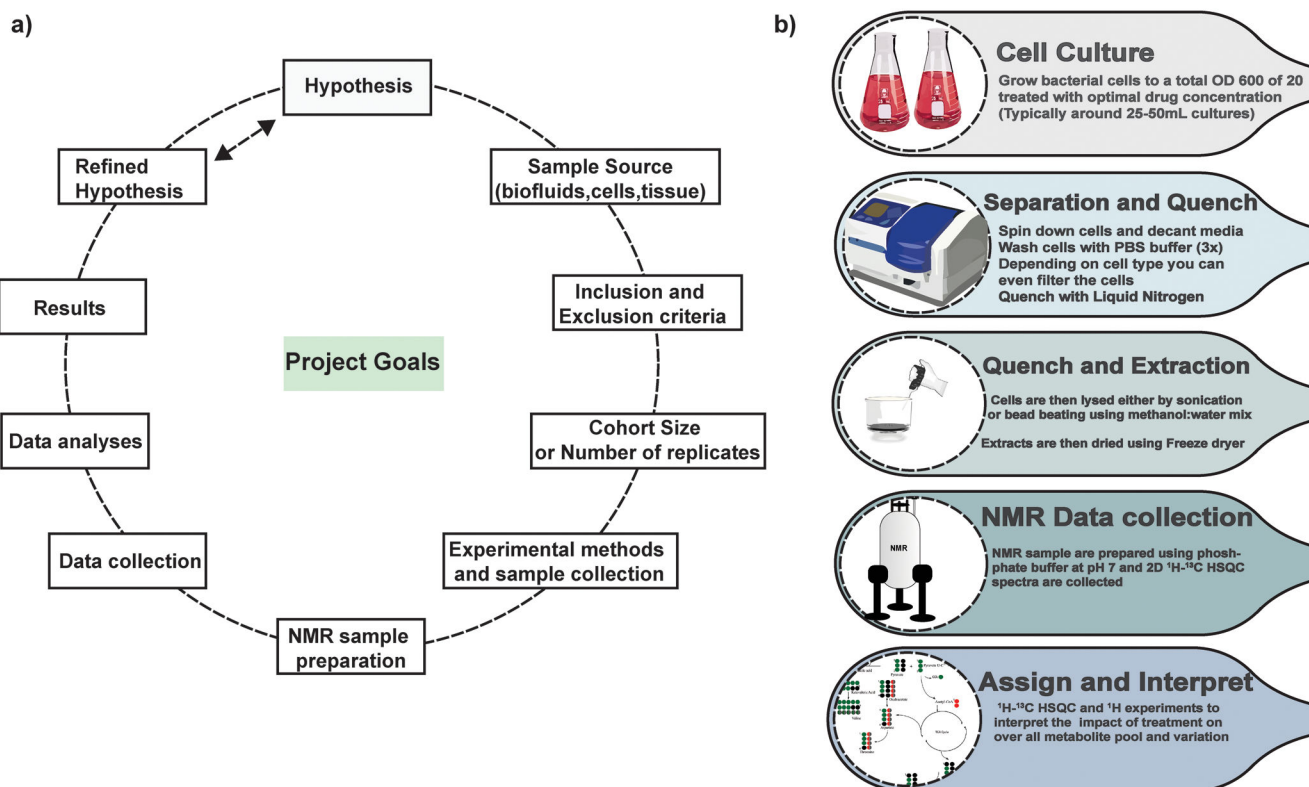 a)
Hypothesis
Refined
Hypothesis
Sample Source
(biofluids,cells,tissue)
Results
Inclusion and
Exclusion criteria
Project Goals
Data analyses
Cohort Size
or Number of replicates
Data collection
Experimental methods
and sample collection
NMR sample
preparation
b)
Cell Culture
Grow bacterial cells to a total OD 600 of 20
treated with optimal drug concentration
(Typically around 25-50mL cultures)
Separation and Quench
Spin down cells and decant media
Wash cells with PBS buffer (3x)
Depending on cell type you can
even filter the cells
Quench with Liquid Nitrogen
Quench and Extraction
Cells are then lysed either by sonication
or bead beating using methanol:water mix
Extracts are then dried using Freeze dryer
NMR
NMR Data collection
NMR sample are prepared using phosh-
phate buffer at pH 7 and 2D ¹H-¹³C HSQC
spectra are collected
Assign and Interpret
¹H-¹³C HSQC and ¹H experiments to
interpret the impact of treatment on
over all metabolite pool and variation